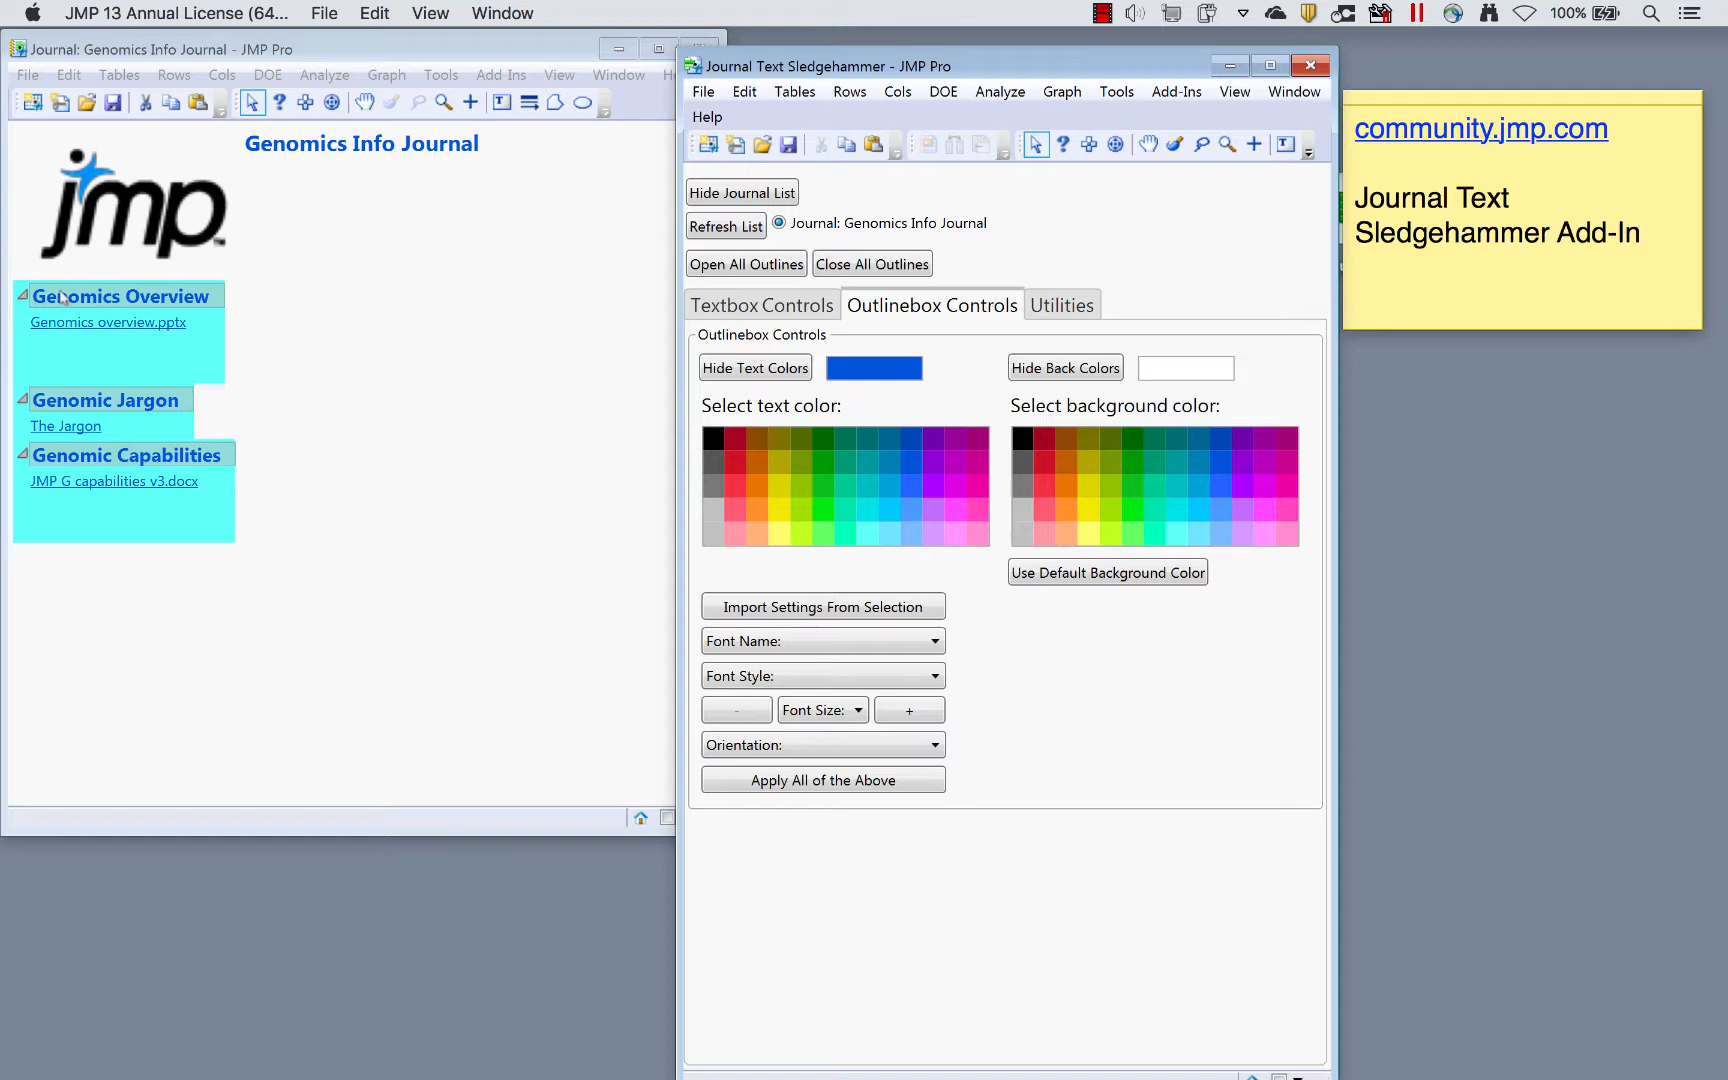 JMP 13 Annual License (64... File Edit View Window 100%
Journal: Genomics Info Journal - JMP Pro
File Edit Tables Rows Cols DOE Analyze Graph Tools Add-Ins View Window
Genomics Info Journal
jmp
Genomics Overview
Genomics overview.pptx
Genomic Jargon
The Jargon
Genomic Capabilities
JMP G capabilities v3.docx
Journal Text Sledgehammer - JMP Pro
File Edit Tables Rows Cols DOE Analyze Graph Tools Add-Ins View Window
Help
Hide Journal List
Refresh List Journal: Genomics Info Journal
Open All Outlines Close All Outlines
Textbox Controls Outlinebox Controls Utilities
Outlinebox Controls
Hide Text Colors Hide Back Colors
Select text color: Select background color:
Use Default Background Color
Import Settings From Selection
Font Name:
Font Style:
- Font Size: +
Orientation:
Apply All of the Above
community.jmp.com
Journal Text
Sledgehammer Add-In